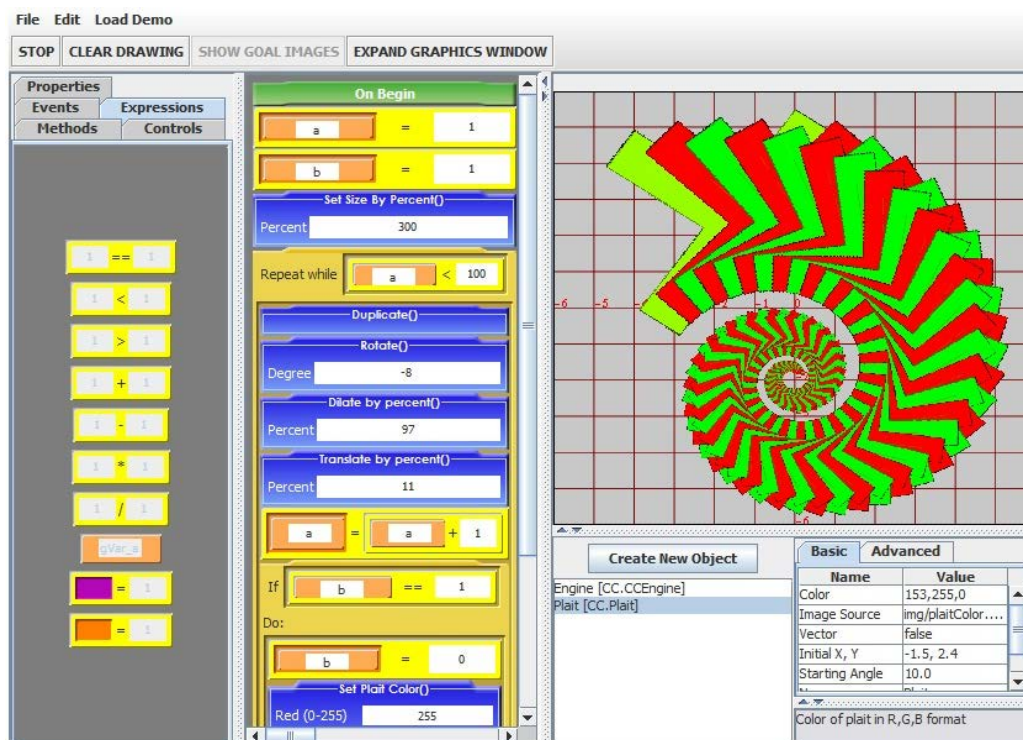 File Edit Load Demo
STOP CLEAR DRAWING SHOW GOAL IMAGES EXPAND GRAPHICS WINDOW
Properties
Events Expressions
Methods Controls
1 == 1
1 < 1
1 > 1
1 + 1
1 - 1
1 * 1
1 / 1
gVar_a
= 1
= 1
On Begin
a = 1
b = 1
Set Size By Percent()
Percent 300
Repeat while a < 100
Duplicate()
Rotate()
Degree -8
Dilate by percent()
Percent 97
Translate by percent()
Percent 11
a = a + 1
If b == 1
Do:
b = 0
Set Plait Color()
Red (0-255) 255
-6 -5 -2 -1 0
-6
Create New Object
Engine [CC.CCEngine]
Plait [CC.Plait]
Basic Advanced
Name Value
Color 153,255,0
Image Source img/plaitColor....
Vector false
Initial X, Y -1.5, 2.4
Starting Angle 10.0
Color of plait in R,G,B format